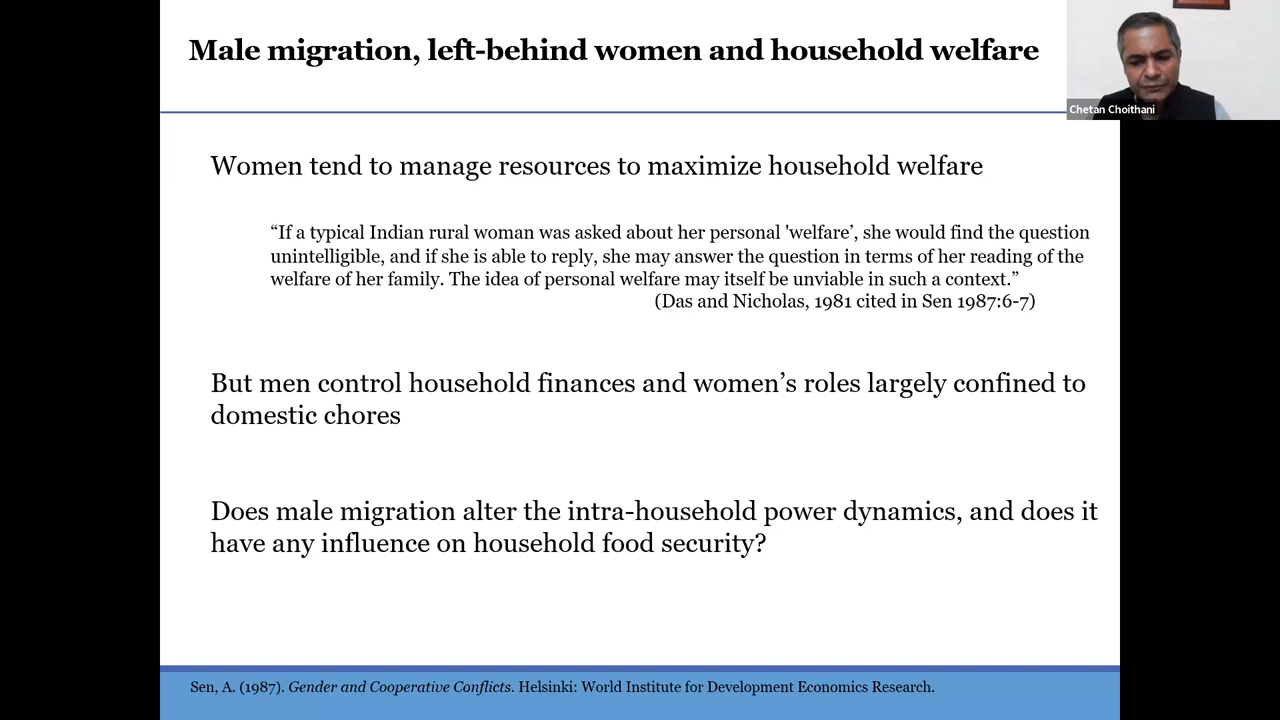 Male migration, left-behind women and household welfare
Chetan Choithani
Women tend to manage resources to maximize household welfare
“If a typical Indian rural woman was asked about her personal 'welfare’, she would find the question
unintelligible, and if she is able to reply, she may answer the question in terms of her reading of the
welfare of her family. The idea of personal welfare may itself be unviable in such a context.”
(Das and Nicholas, 1981 cited in Sen 1987:6-7)
But men control household finances and women’s roles largely confined to
domestic chores
Does male migration alter the intra-household power dynamics, and does it
have any influence on household food security?
Sen, A. (1987). Gender and Cooperative Conflicts. Helsinki: World Institute for Development Economics Research.